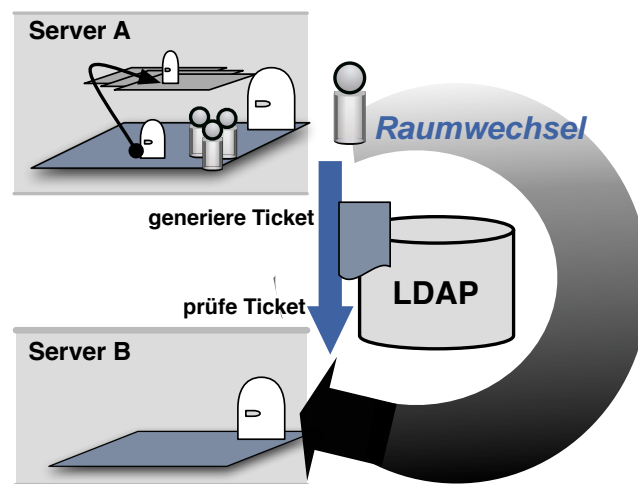 Server A
Raumwechsel
generiere Ticket
LDAP
prüfe Ticket
Server B